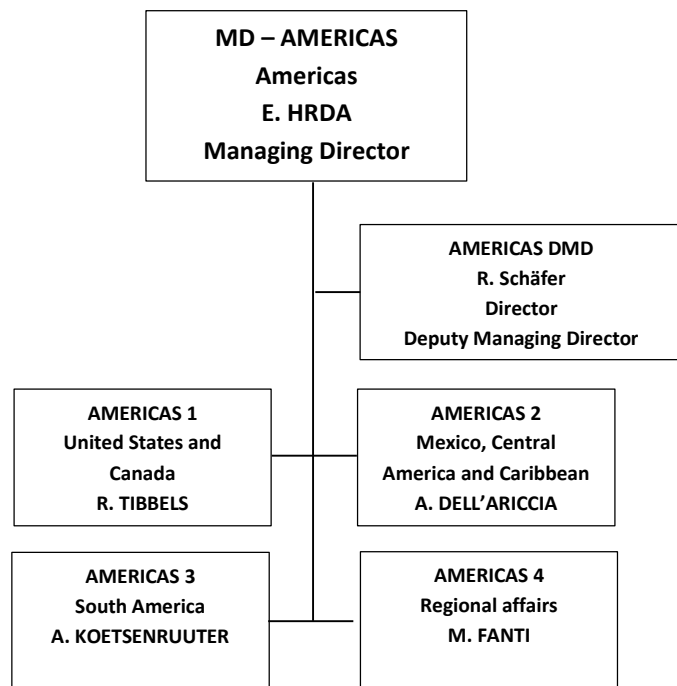 MD – AMERICAS
Americas
E. HRDA
Managing Director
AMERICAS DMD
R. Schäfer
Director
Deputy Managing Director
AMERICAS 1
United States and
Canada
R. TIBBELS
AMERICAS 2
Mexico, Central
America and Caribbean
A. DELL’ARICCIA
AMERICAS 3
South America
A. KOETSENRUUTER
AMERICAS 4
Regional affairs
M. FANTI